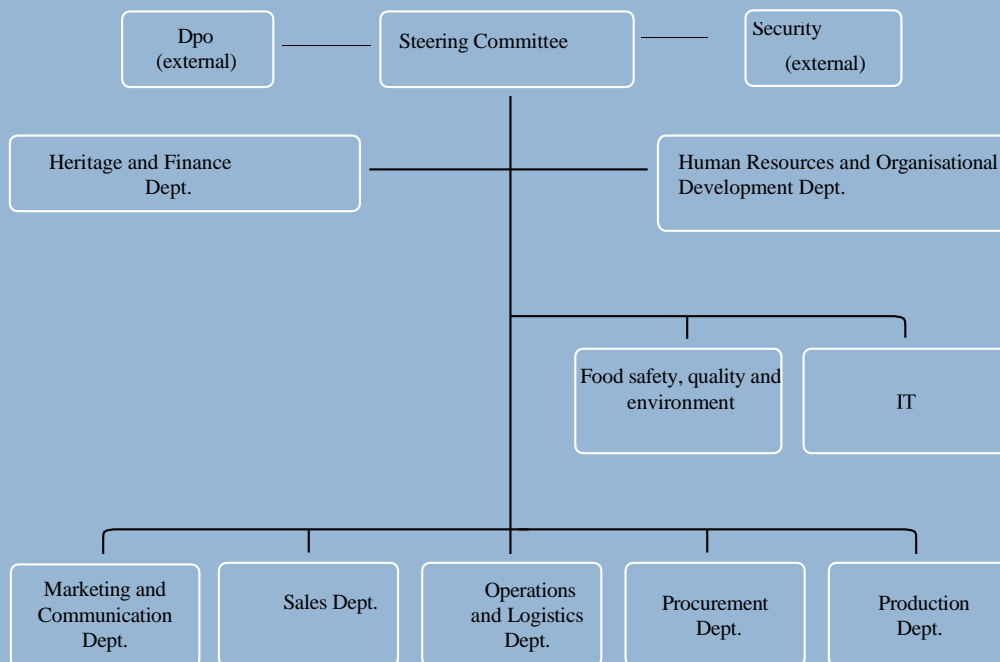 Dpo
(external)
Steering Committee
Security
(external)
Heritage and Finance
Dept.
Human Resources and Organisational
Development Dept.
Food safety, quality and
environment
IT
Marketing and
Communication
Dept.
Sales Dept.
Operations
and Logistics
Dept.
Procurement
Dept.
Production
Dept.